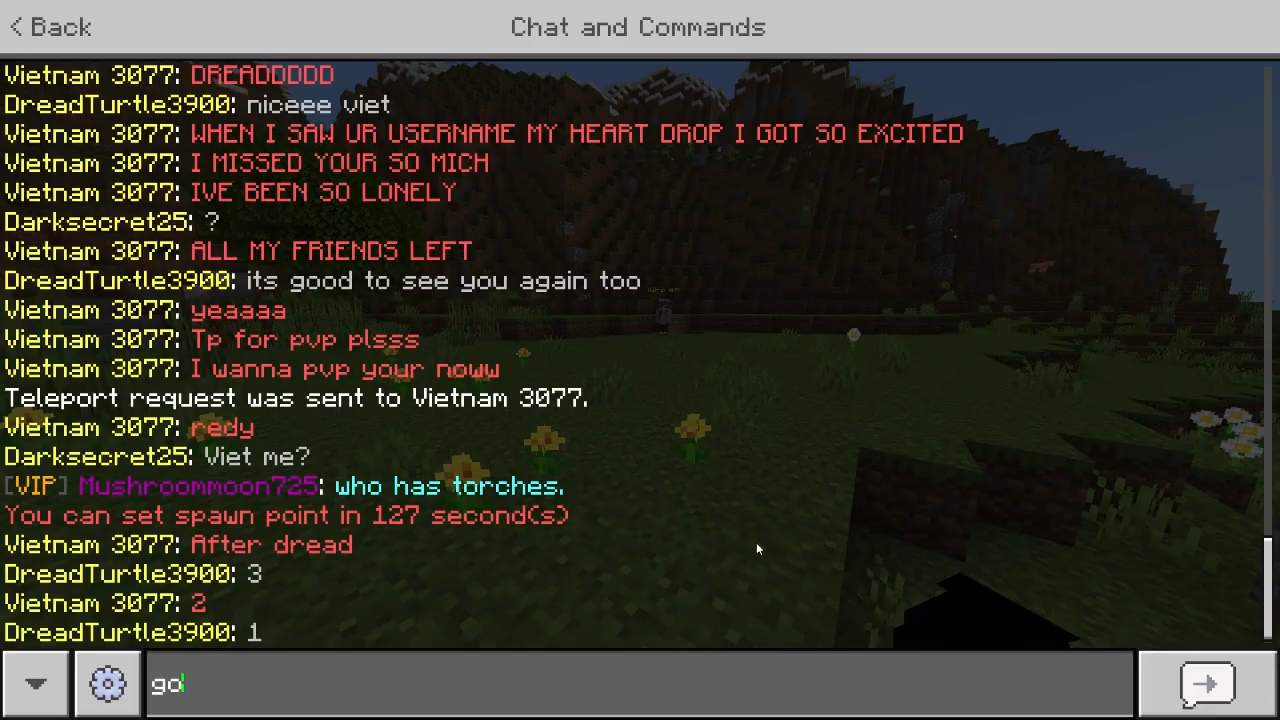 < Back
Chat and Commands
Vietnam 3077: DREADDDDD
DreadTurtle3900: niceee viet
Vietnam 3077: WHEN I SAW UR USERNAME MY HEART DROP I GOT SO EXCITED
Vietnam 3077: I MISSED YOUR SO MICH
Vietnam 3077: IVE BEEN SO LONELY
Darksecret25: ?
Vietnam 3077: ALL MY FRIENDS LEFT
DreadTurtle3900: its good to see you again too
Vietnam 3077: yeaaaa
Vietnam 3077: Tp for pvp plsss
Vietnam 3077: I wanna pvp your noww
Teleport request was sent to Vietnam 3077.
Vietnam 3077: redy
Darksecret25: Viet me?
[VIP] Mushroommoon725: who has torches.
You can set spawn point in 127 second(s)
Vietnam 3077: After dread
DreadTurtle3900: 3
Vietnam 3077: 2
DreadTurtle3900: 1
go